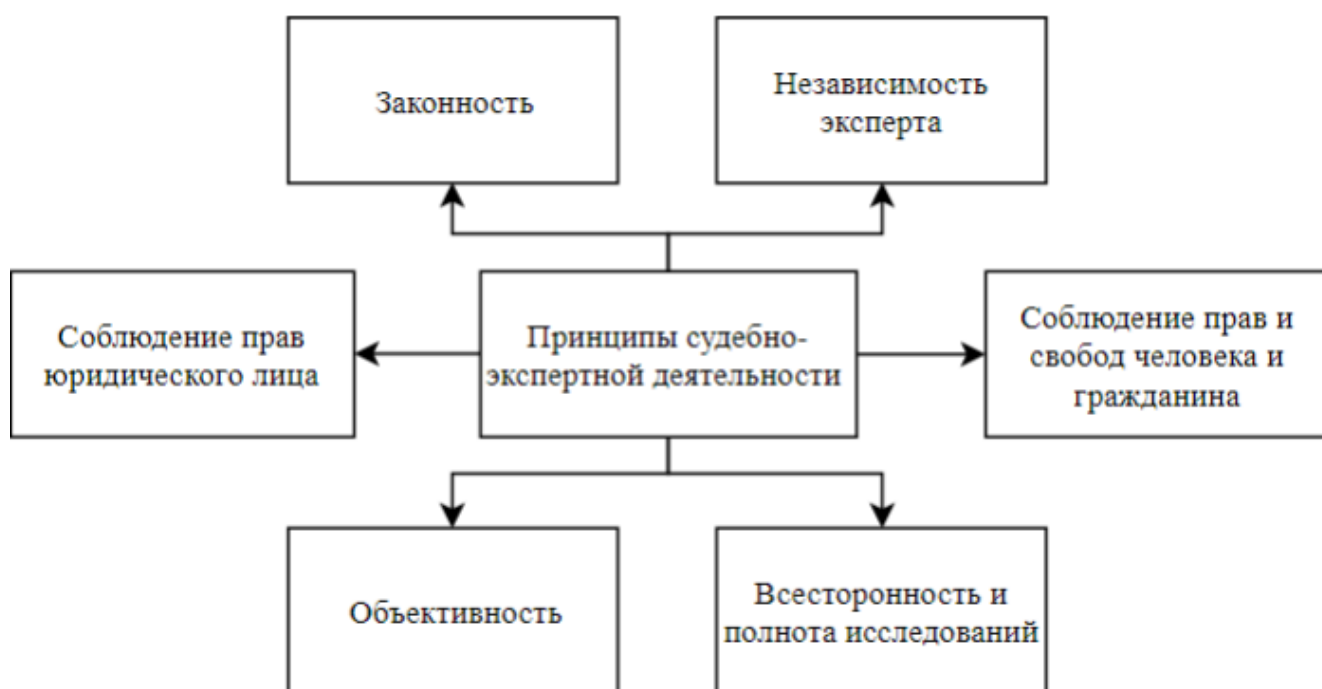 Законность
Независимость
эксперта
Соблюдение прав
юридического лица
Принципы судебно-
экспертной деятельности
Соблюдение прав и
свобод человека и
гражданина
Объективность
Всесторонность и
полнота исследований